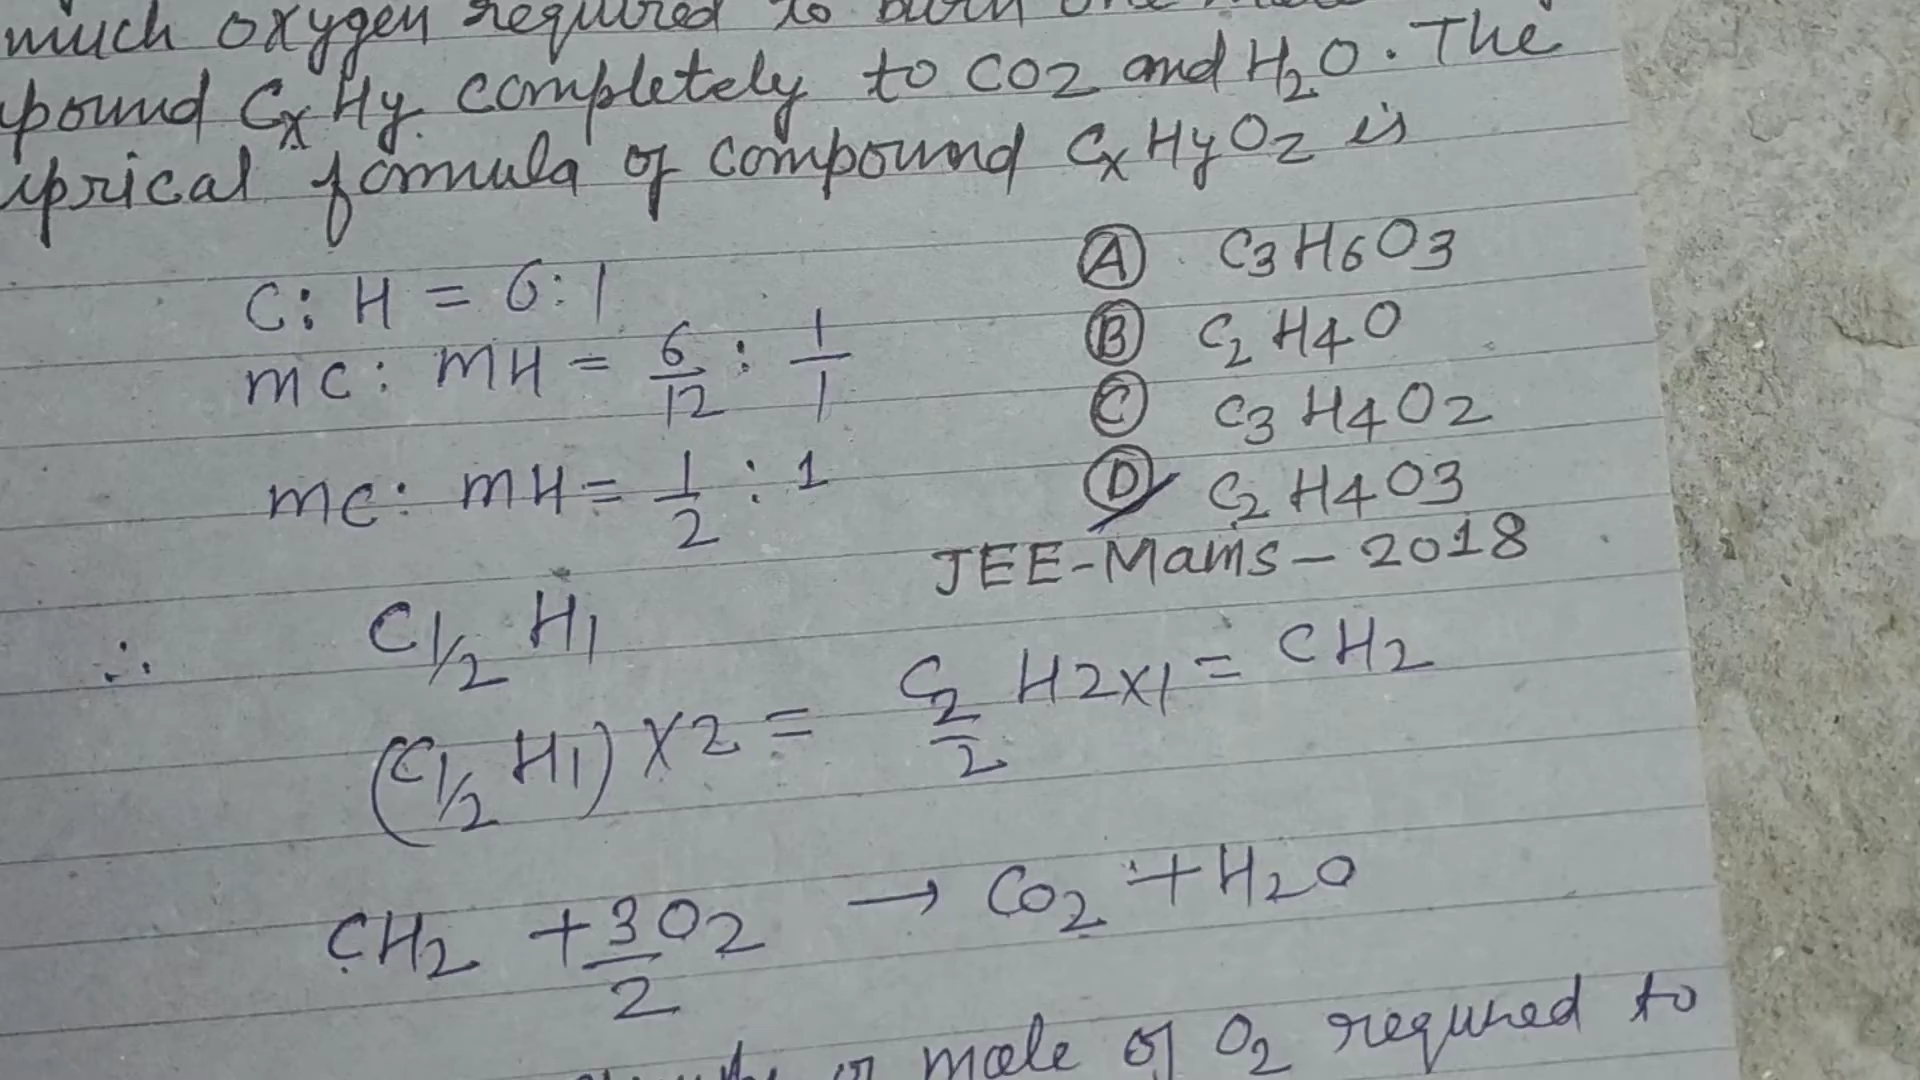 much oxygen required to
pound CxHy completely to CO2 and H2O. The
iprical formula of compound CxHyOz is
C: H = 6:1
mc: mH = 6/12 : 1/1
mc: mH = 1/2 : 1
(A) C3H6O3
(B) C2H4O
(C) C3H4O2
(D) C2H4O3
JEE-Mains-2018
∴ C1/2 H1
(C1/2 H1) x 2 = C2/2 H2x1 = CH2
CH2 + 3/2 O2 → CO2 + H2O
or mole of O2 required to